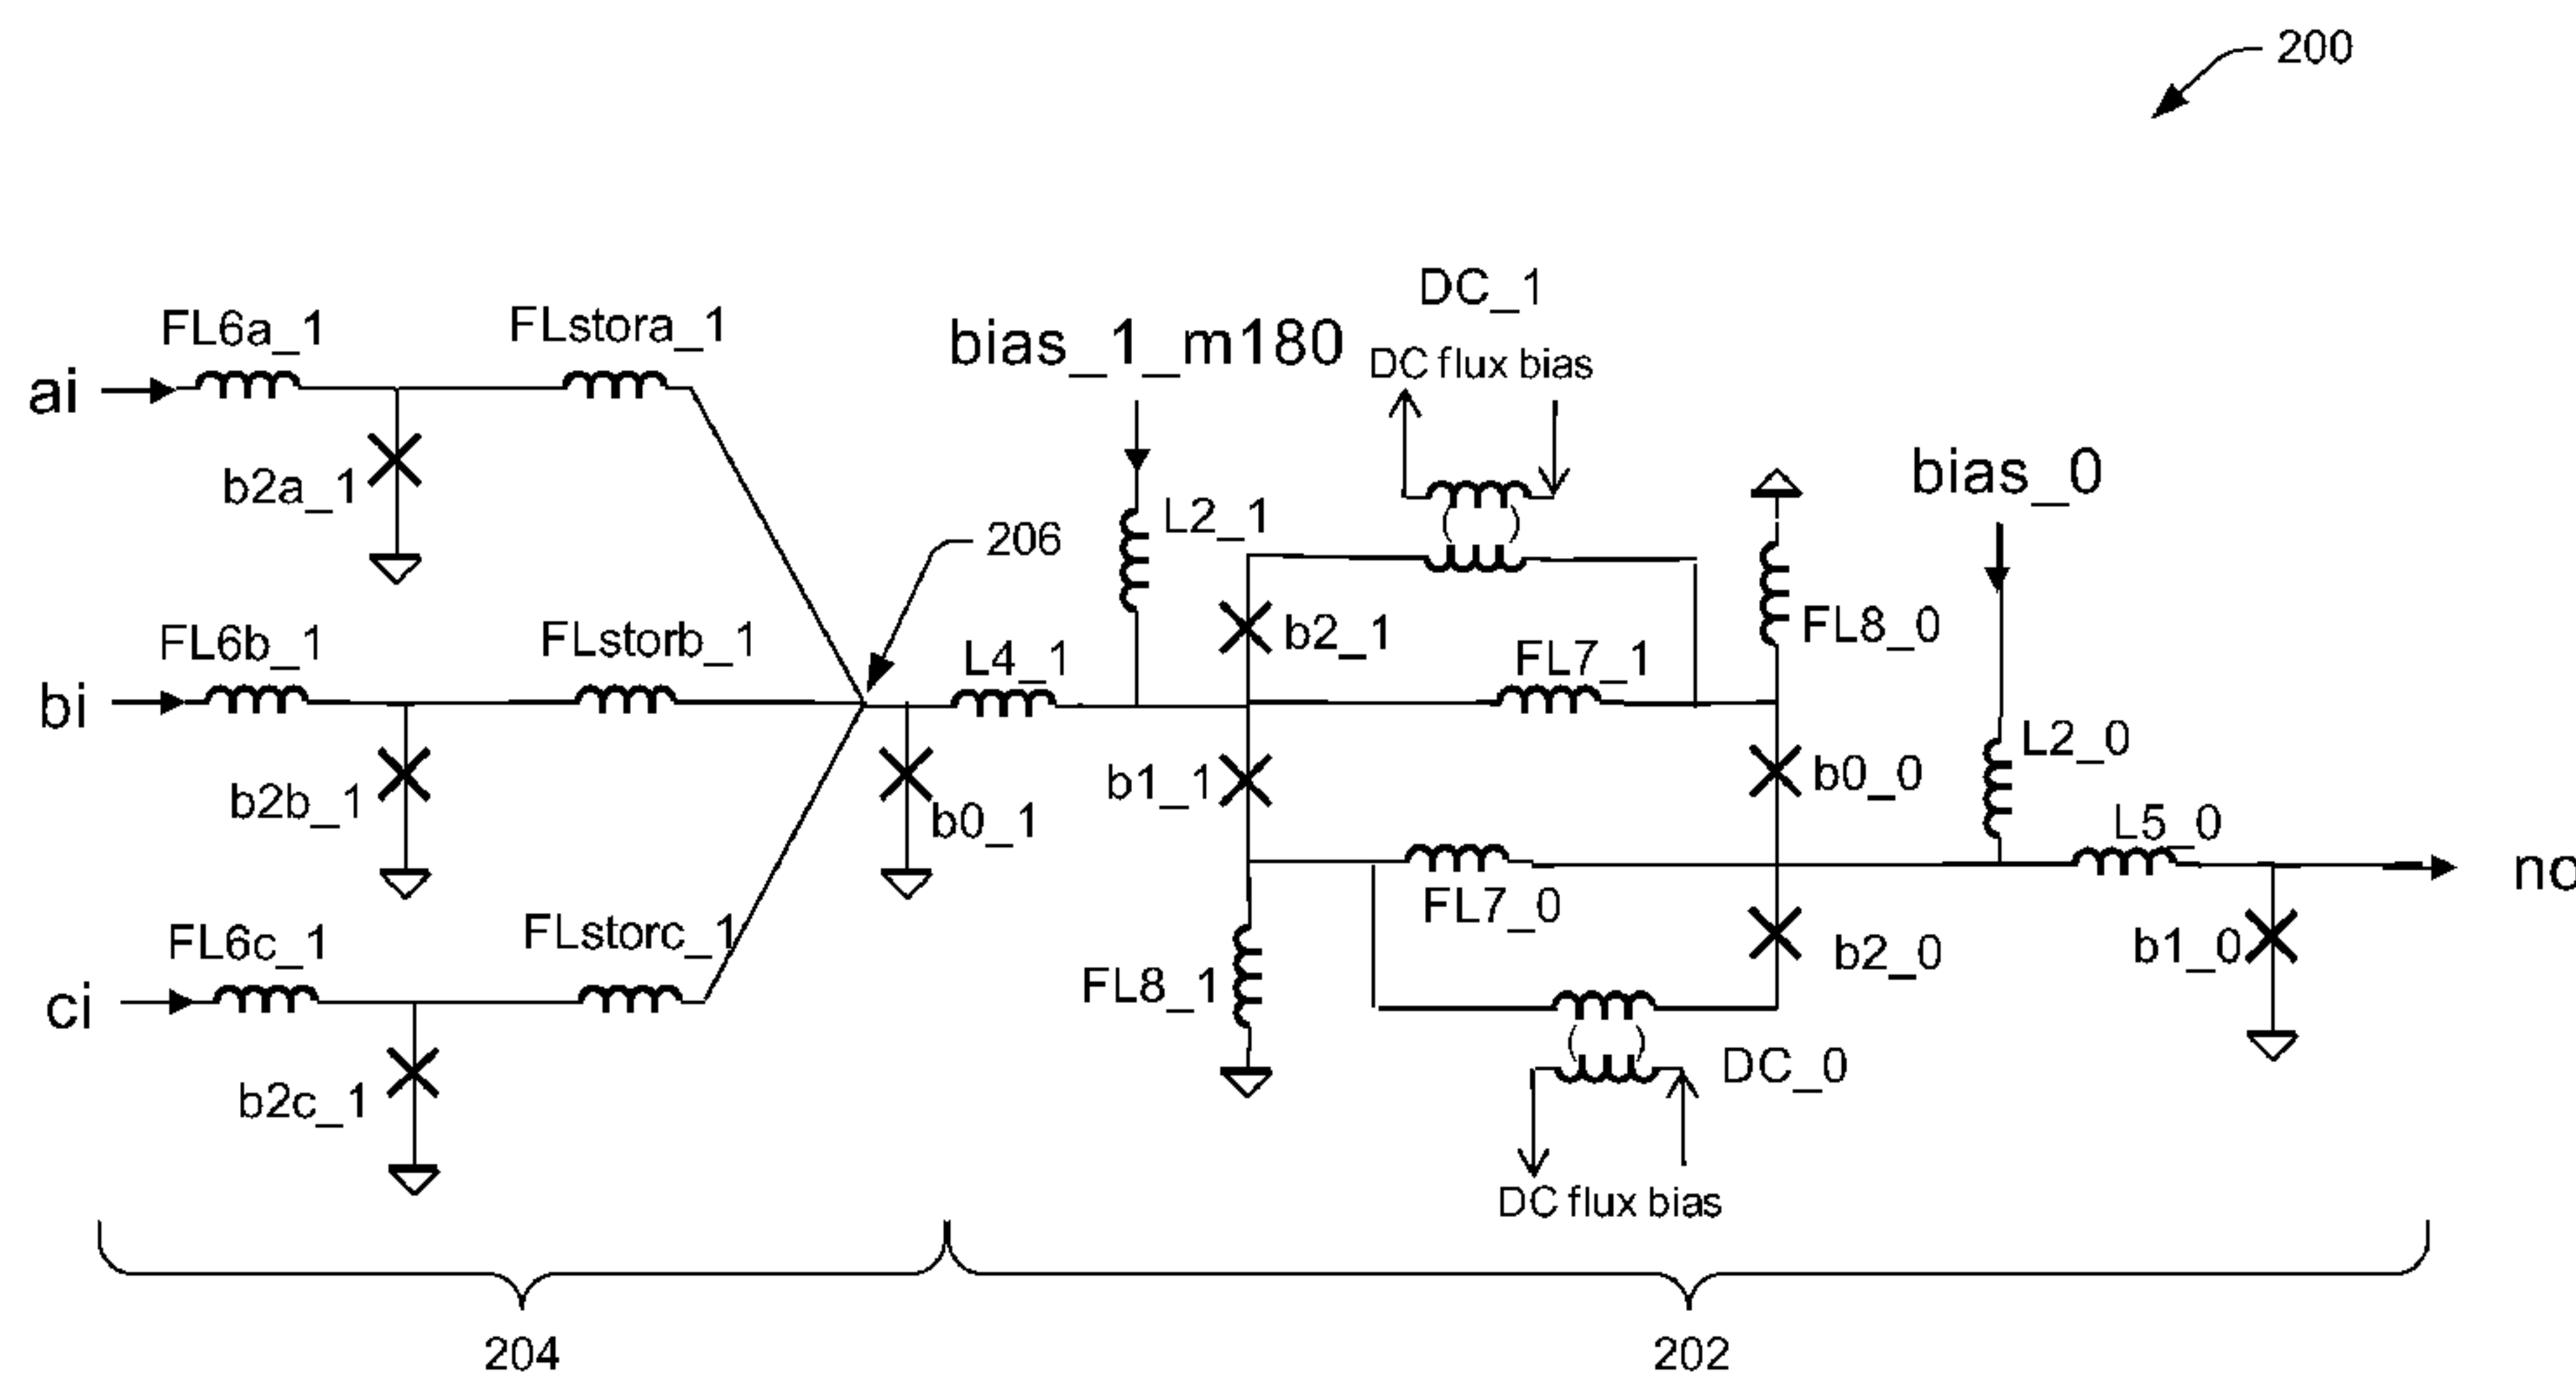 200
DC_1
FL6a_1
FLstora_1
bias_1_m180
DC flux bias
ai
b2a_1
L2_1
206
bias_0
FL6b_1
FLstorb_1
L4_1
b2_1
FL7_1
FL8_0
bi
b2b_1
b0_1
b1_1
b0_0
L2_0
L5_0
no
FL6c_1
FLstorc_1
FL7_0
b2_0
b1_0
ci
FL8_1
b2c_1
DC_0
DC flux bias
204
202